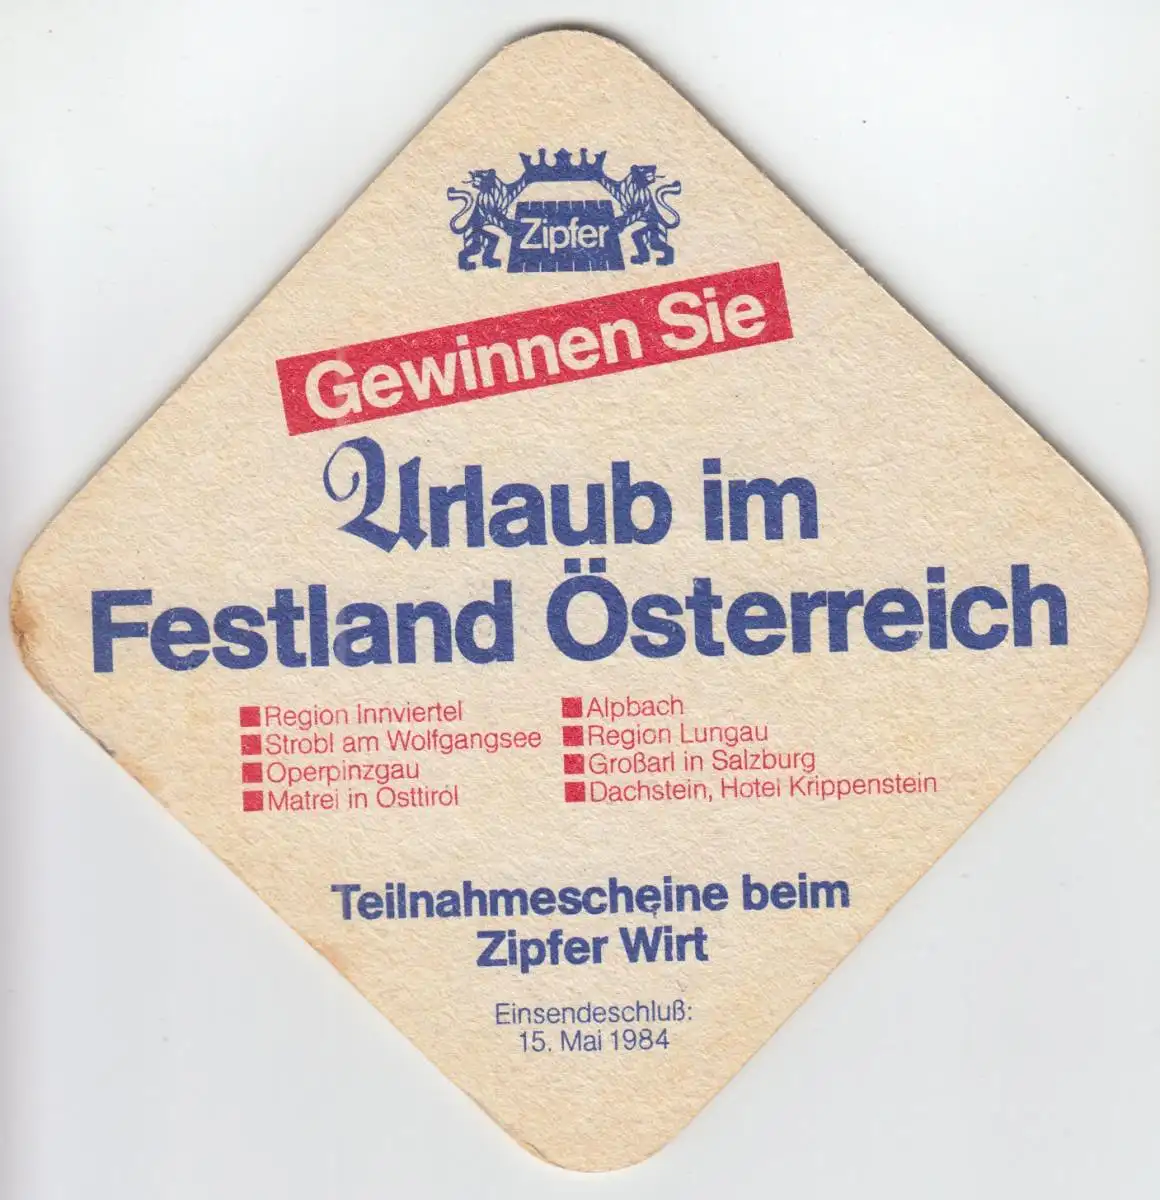 Zipfer
Gewinnen Sie
Urlaub im
Festland Österreich
Region Innviertel
Strobl am Wolfgangsee
Operpinzgau
Matrei in Osttirol
Alpbach
Region Lungau
Großarl in Salzburg
Dachstein, Hotel Krippenstein
Teilnahmescheine beim
Zipfer Wirt
Einsendeschluß:
15. Mai 1984